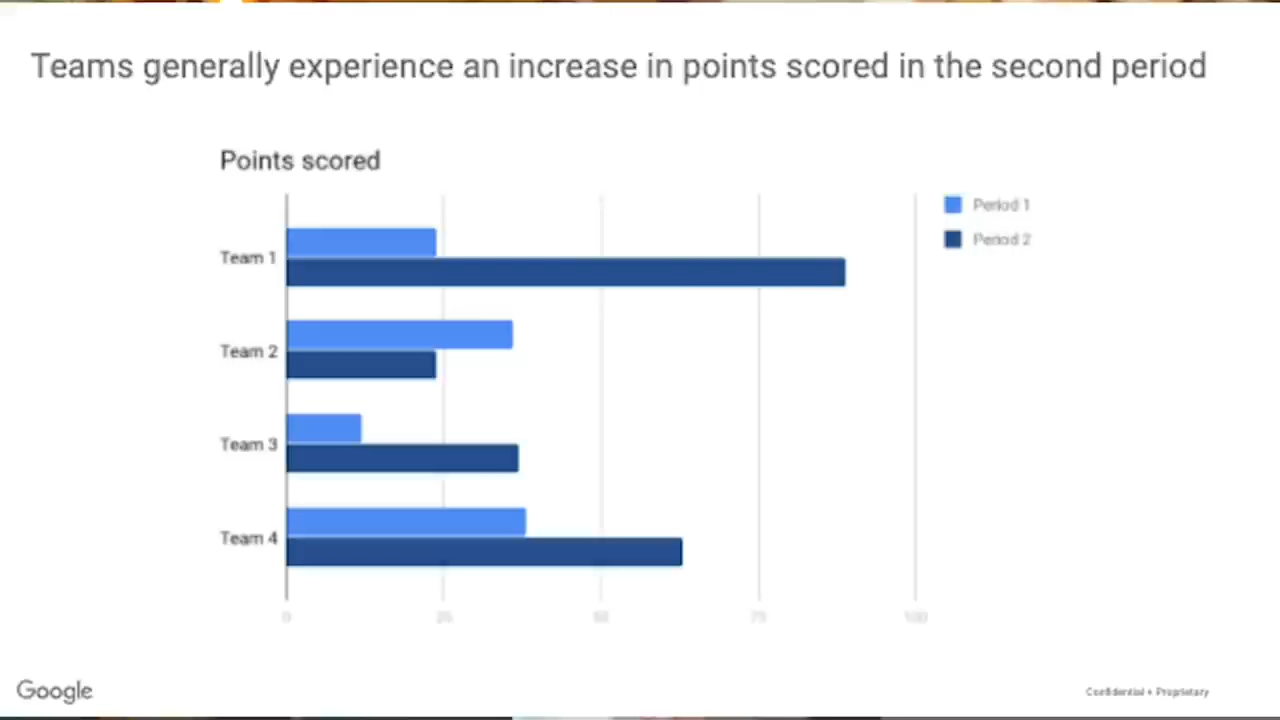 Teams generally experience an increase in points scored in the second period
Points scored
Period 1
Period 2
Team 1
Team 2
Team 3
Team 4
0 25 50 75 100
Google
Confidential + Proprietary